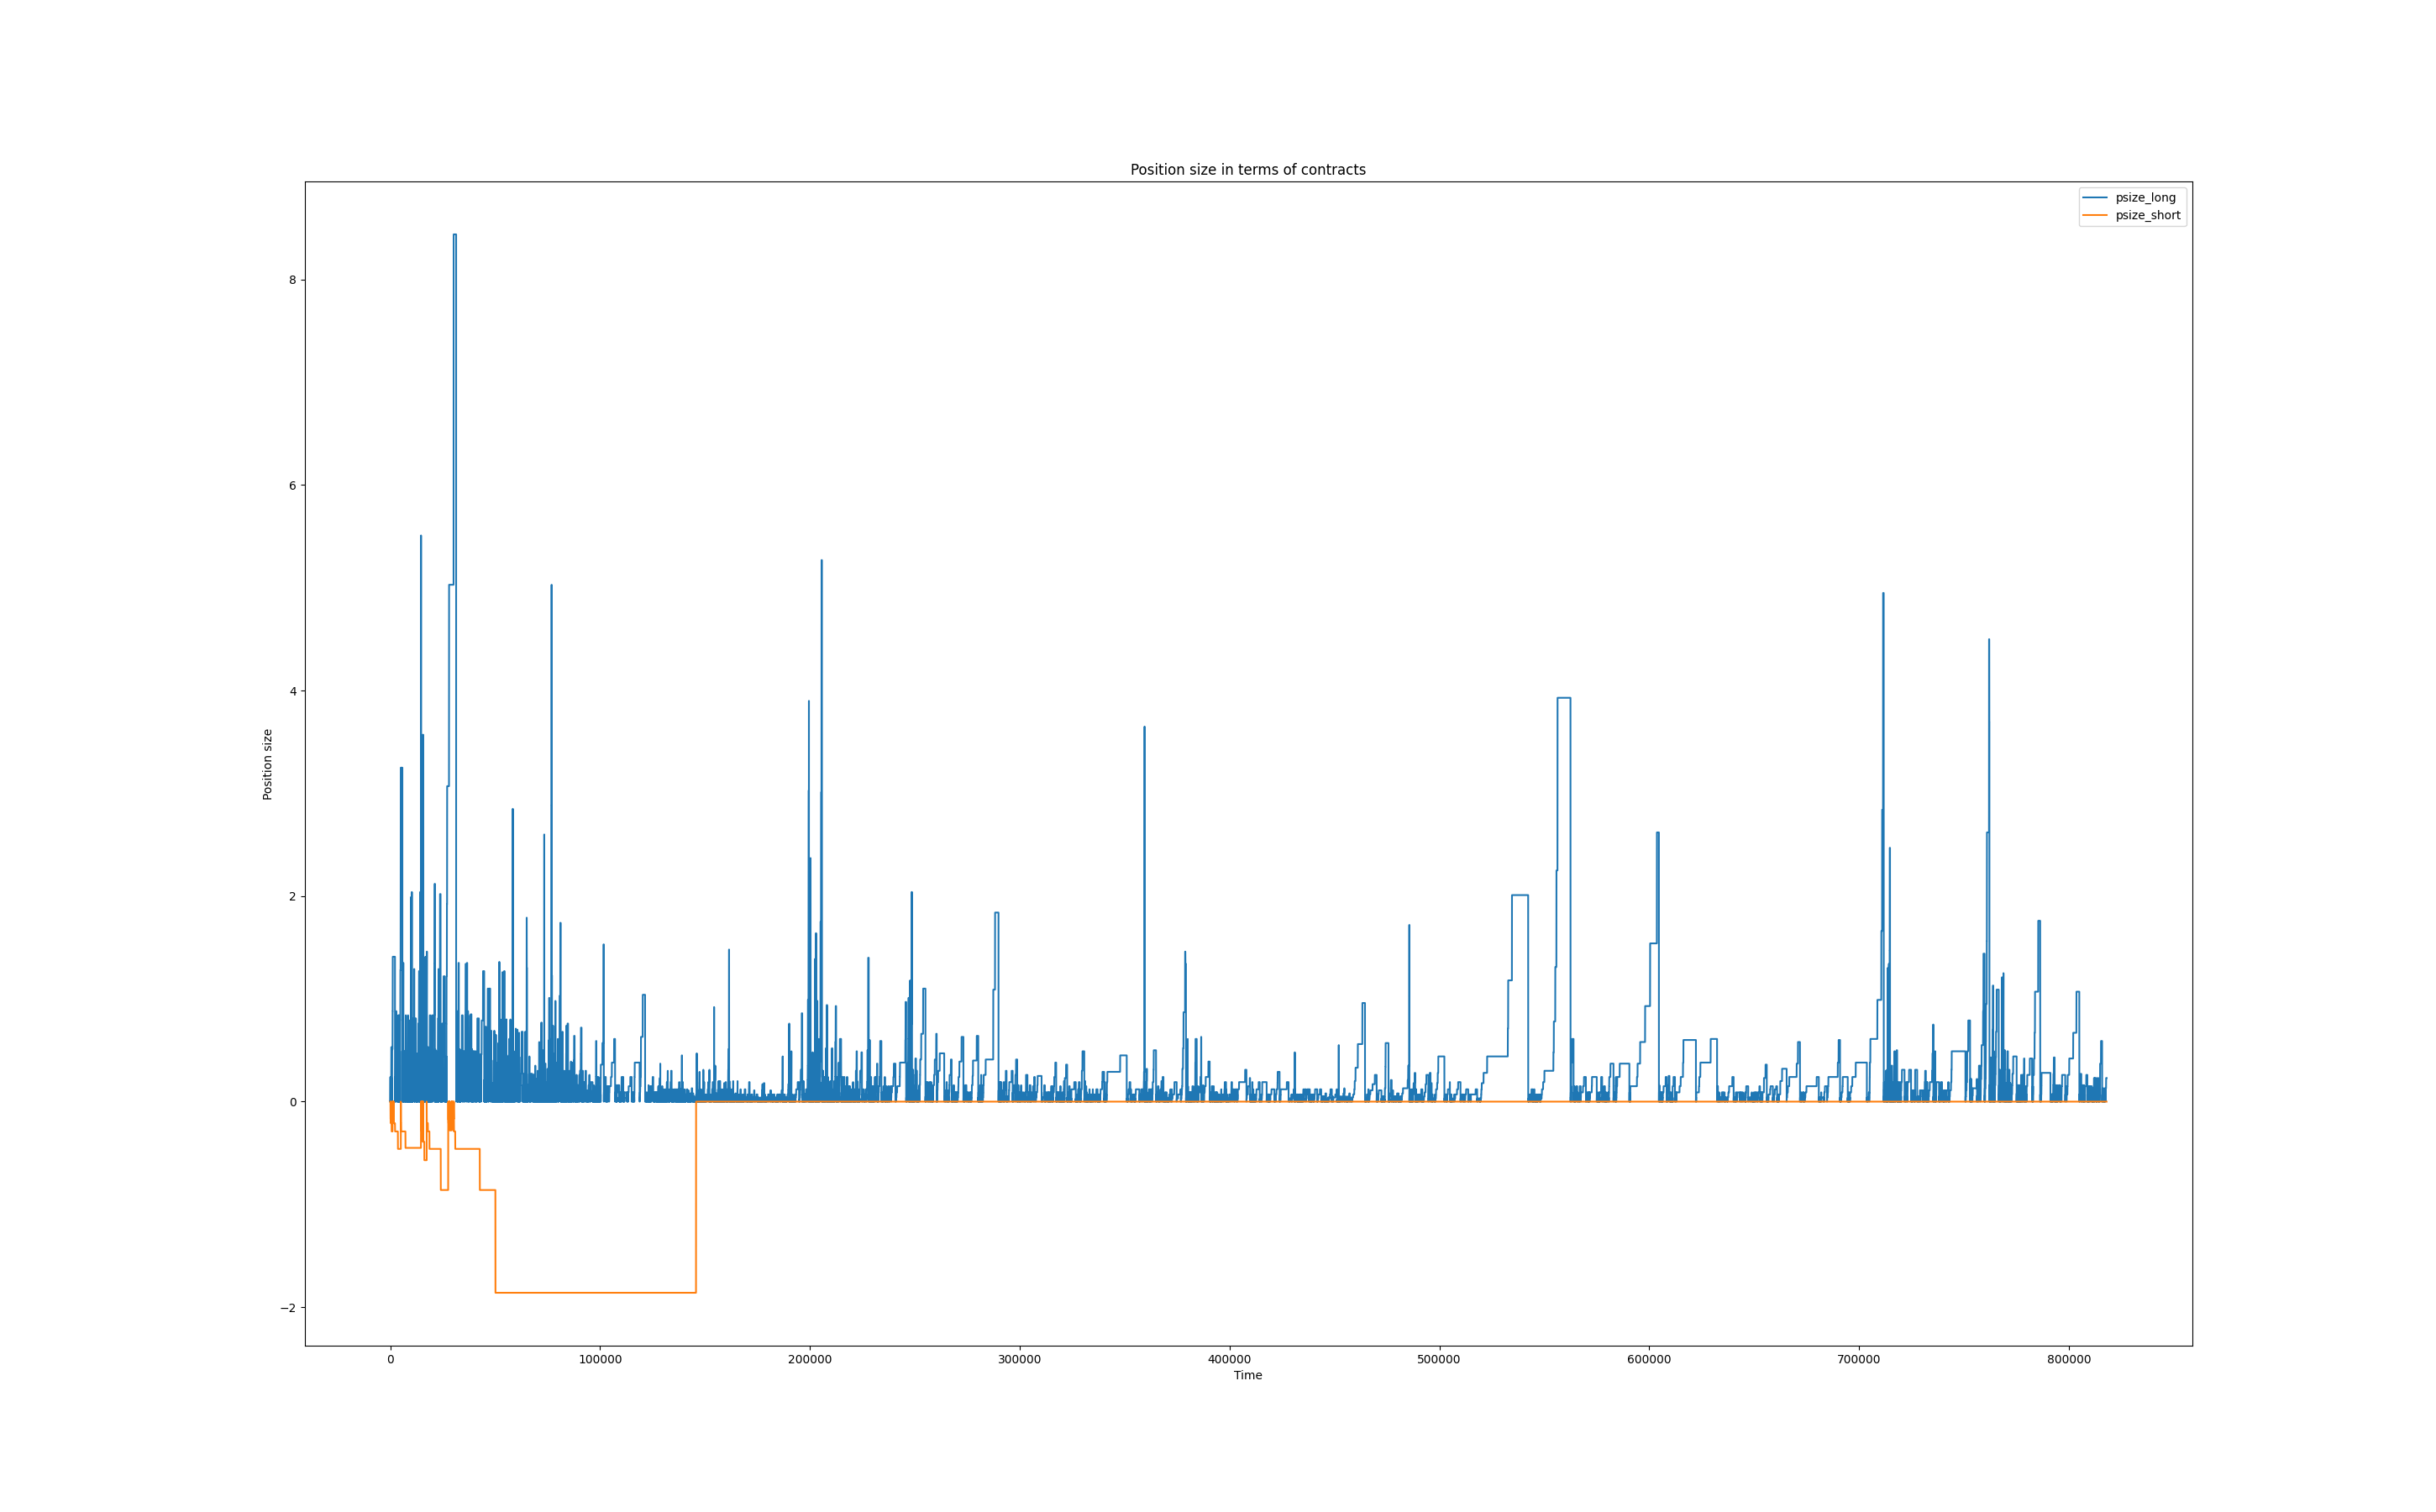 Position size in terms of contracts
psize_long
psize_short
8
6
4
2
0
−2
Position size
0 100000 200000 300000 400000 500000 600000 700000 800000
Time